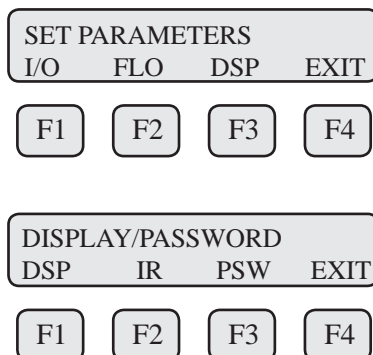 SET PARAMETERS
I/O FLO DSP EXIT
F1 F2 F3 F4
DISPLAY/PASSWORD
DSP IR PSW EXIT
F1 F2 F3 F4